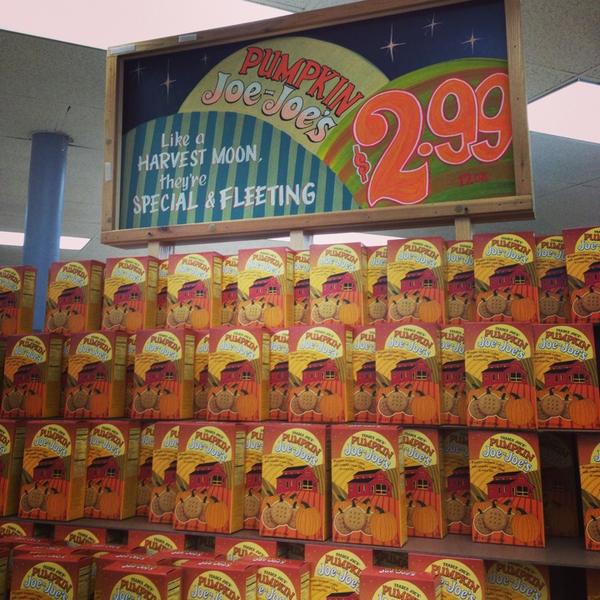 PUMPKIN
JOE-JOE'S
Like a
HARVEST MOON,
they're
SPECIAL & FLEETING
$2.99
PUMPKIN
JOE-JOE'S